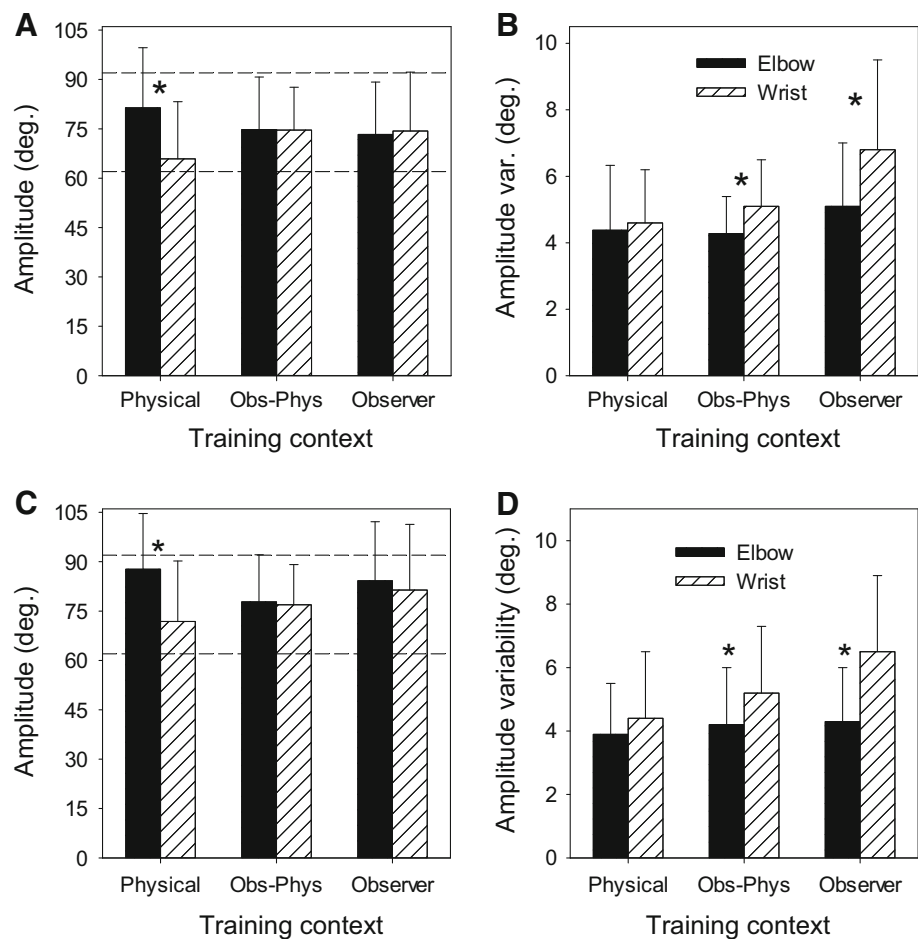 A
Amplitude (deg.)
105
90
75
60
45
30
15
0
*
Physical Obs-Phys Observer
Training context
B
Amplitude var. (deg.)
10
8
6
4
2
0
Elbow
Wrist
*
*
Physical Obs-Phys Observer
Training context
C
Amplitude (deg.)
105
90
75
60
45
30
15
0
*
Physical Obs-Phys Observer
Training context
D
Amplitude variability (deg.)
10
8
6
4
2
0
Elbow
Wrist
* *
Physical Obs-Phys Observer
Training context